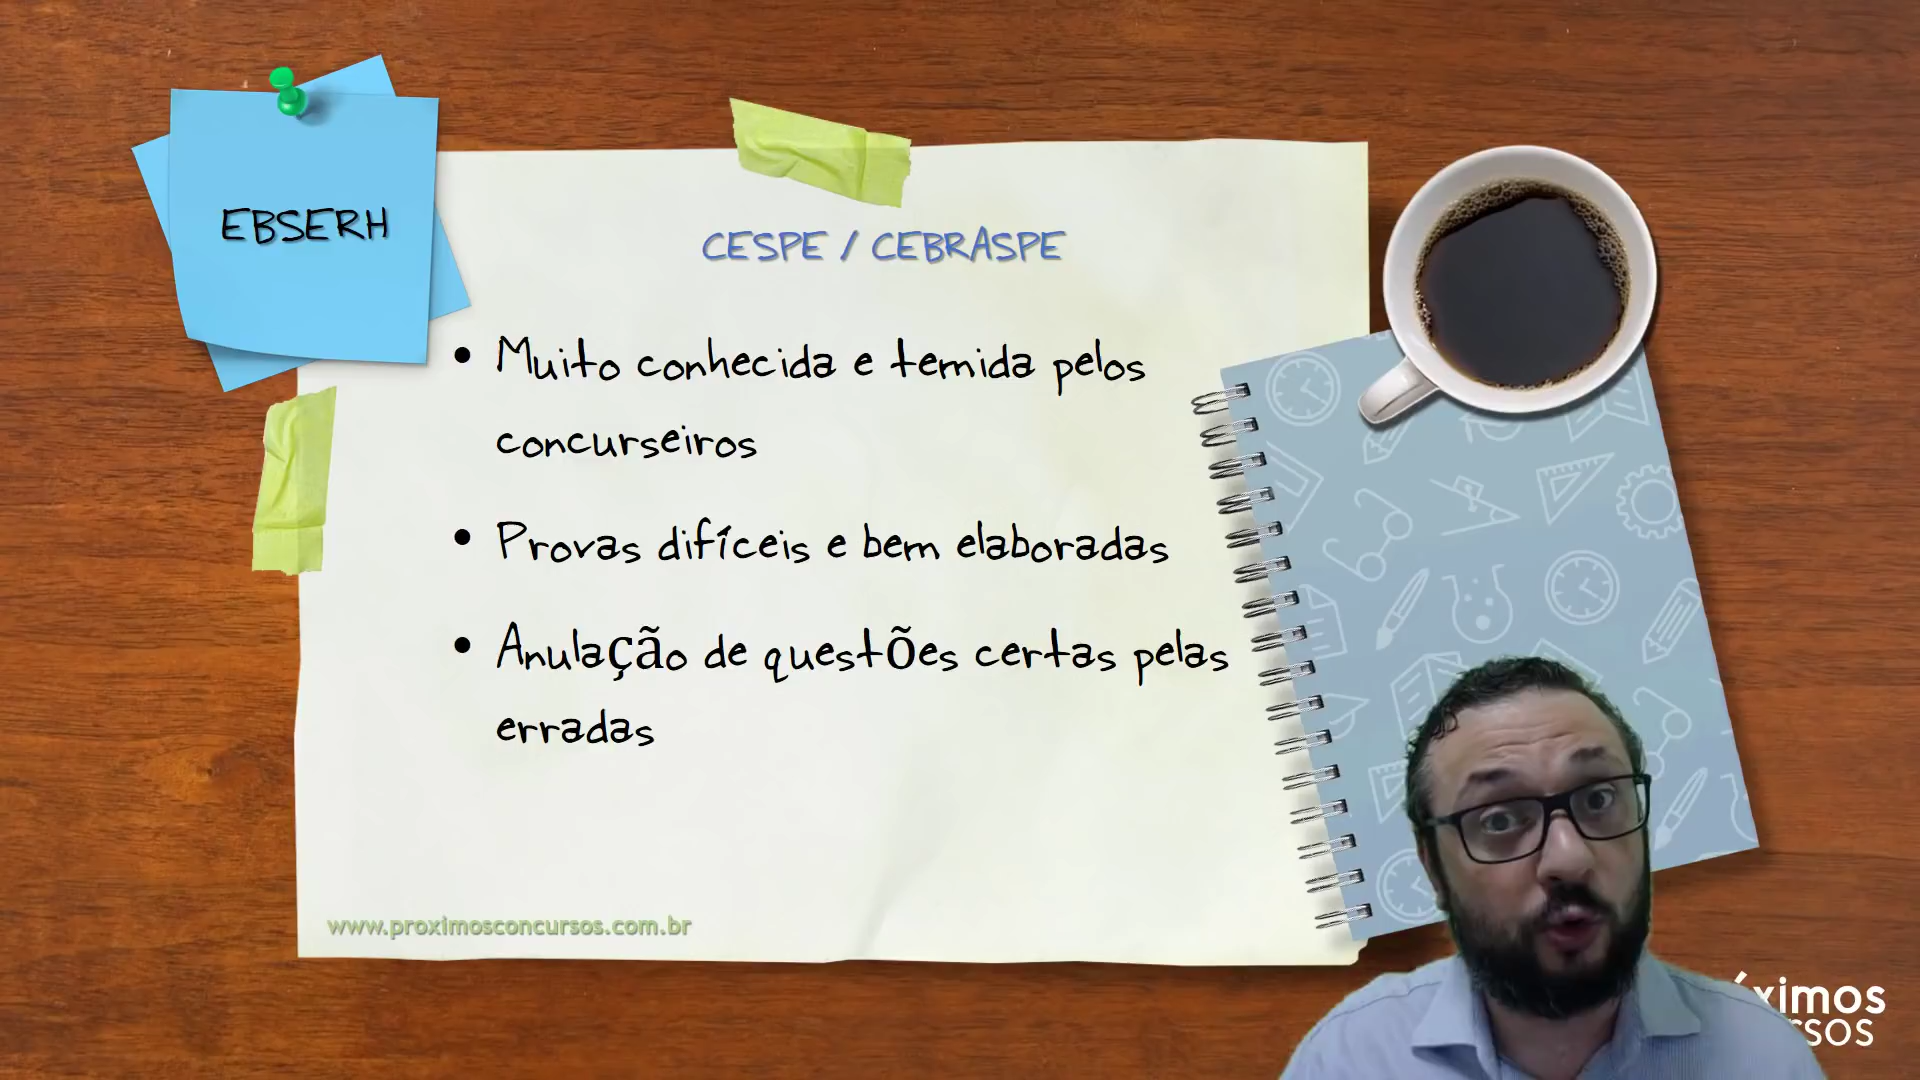 EBSERH
CESPE / CEBRASPE
• Muito conhecida e temida pelos
concurseiros
• Provas difíceis e bem elaboradas
• Anulação de questões certas pelas
erradas
www.proximosconcursos.com.br